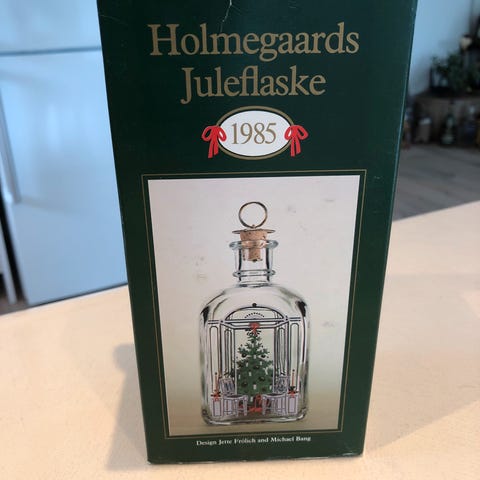 Holmegaards
Juleflaske
1985
Design Jette Frölich and Michael Bang